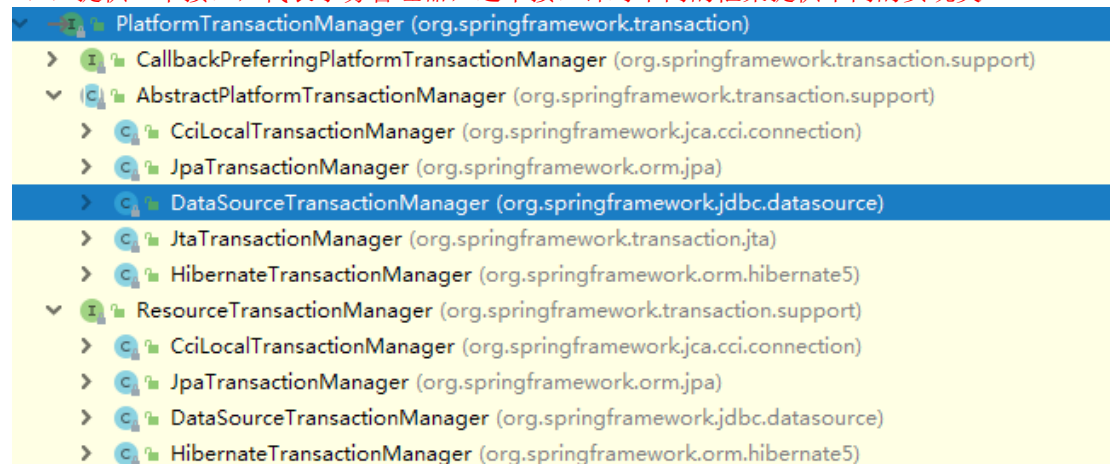 PlatformTransactionManager (org.springframework.transaction)
CallbackPreferringPlatformTransactionManager (org.springframework.transaction.support)
AbstractPlatformTransactionManager (org.springframework.transaction.support)
CciLocalTransactionManager (org.springframework.jca.cci.connection)
JpaTransactionManager (org.springframework.orm.jpa)
DataSourceTransactionManager (org.springframework.jdbc.datasource)
JtaTransactionManager (org.springframework.transaction.jta)
HibernateTransactionManager (org.springframework.orm.hibernate5)
ResourceTransactionManager (org.springframework.transaction.support)
CciLocalTransactionManager (org.springframework.jca.cci.connection)
JpaTransactionManager (org.springframework.orm.jpa)
DataSourceTransactionManager (org.springframework.jdbc.datasource)
HibernateTransactionManager (org.springframework.orm.hibernate5)